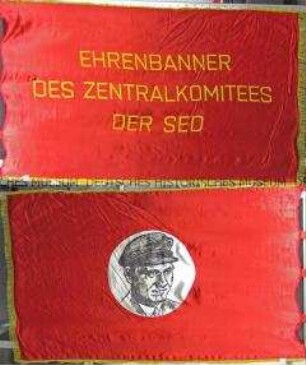 EHRENBANNER
DES ZENTRALKOMITEES
DER SED